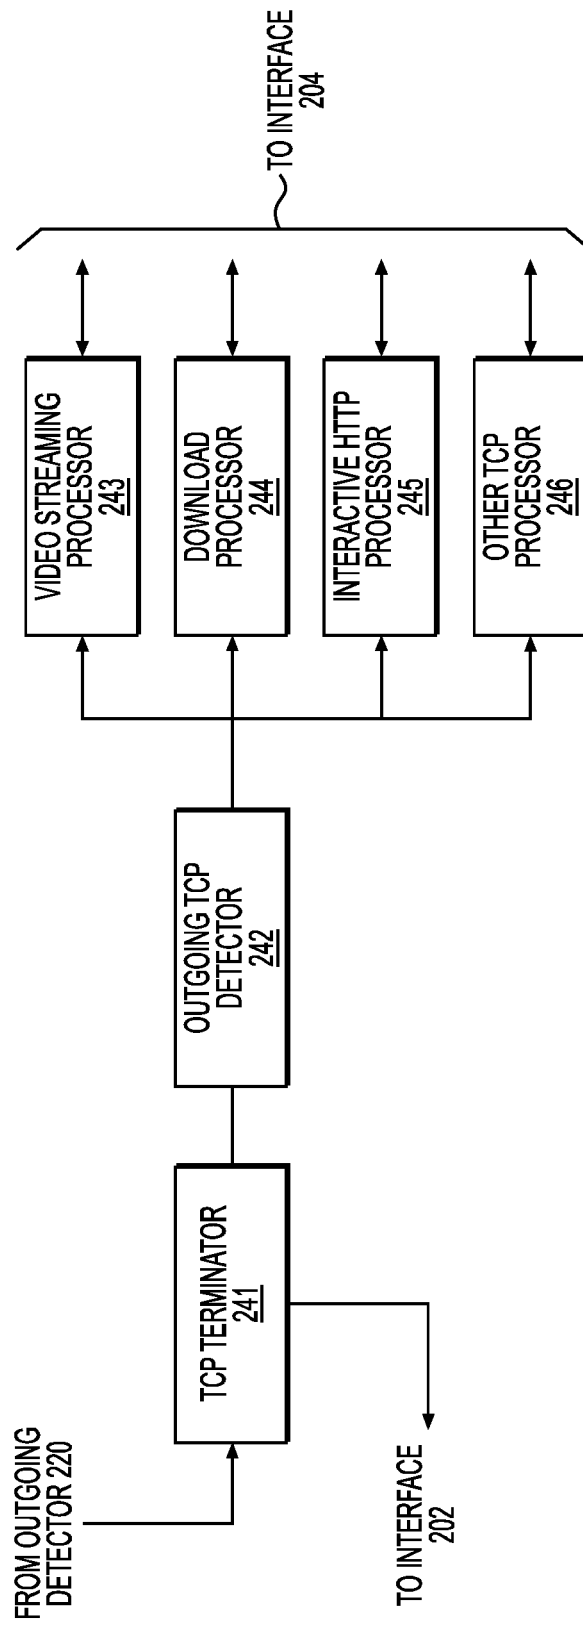 FROM OUTGOING
DETECTOR 220
TCP TERMINATOR
241
TO INTERFACE
202
OUTGOING TCP
DETECTOR
242
VIDEO STREAMING
PROCESSOR
243
DOWNLOAD
PROCESSOR
244
INTERACTIVE HTTP
PROCESSOR
245
OTHER TCP
PROCESSOR
246
TO INTERFACE
204